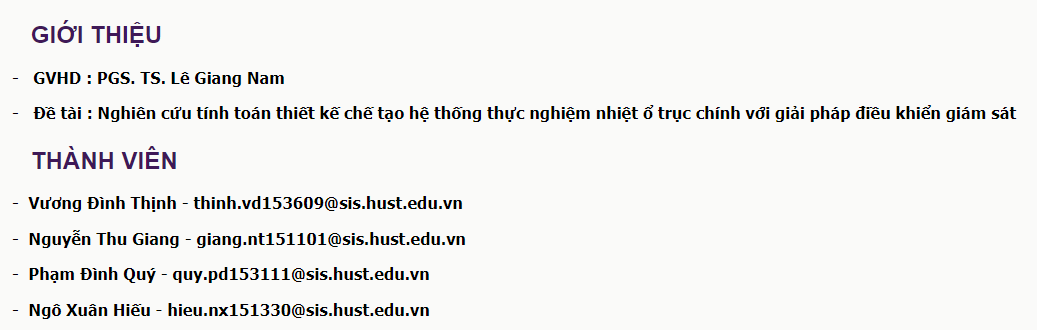 GIỚI THIỆU
- GVHD : PGS. TS. Lê Giang Nam
- Đề tài : Nghiên cứu tính toán thiết kế chế tạo hệ thống thực nghiệm nhiệt ổ trục chính với giải pháp điều khiển giám sát
THÀNH VIÊN
- Vương Đình Thịnh - thinh.vd153609@sis.hust.edu.vn
- Nguyễn Thu Giang - giang.nt151101@sis.hust.edu.vn
- Phạm Đình Quý - quy.pd153111@sis.hust.edu.vn
- Ngô Xuân Hiếu - hieu.nx151330@sis.hust.edu.vn